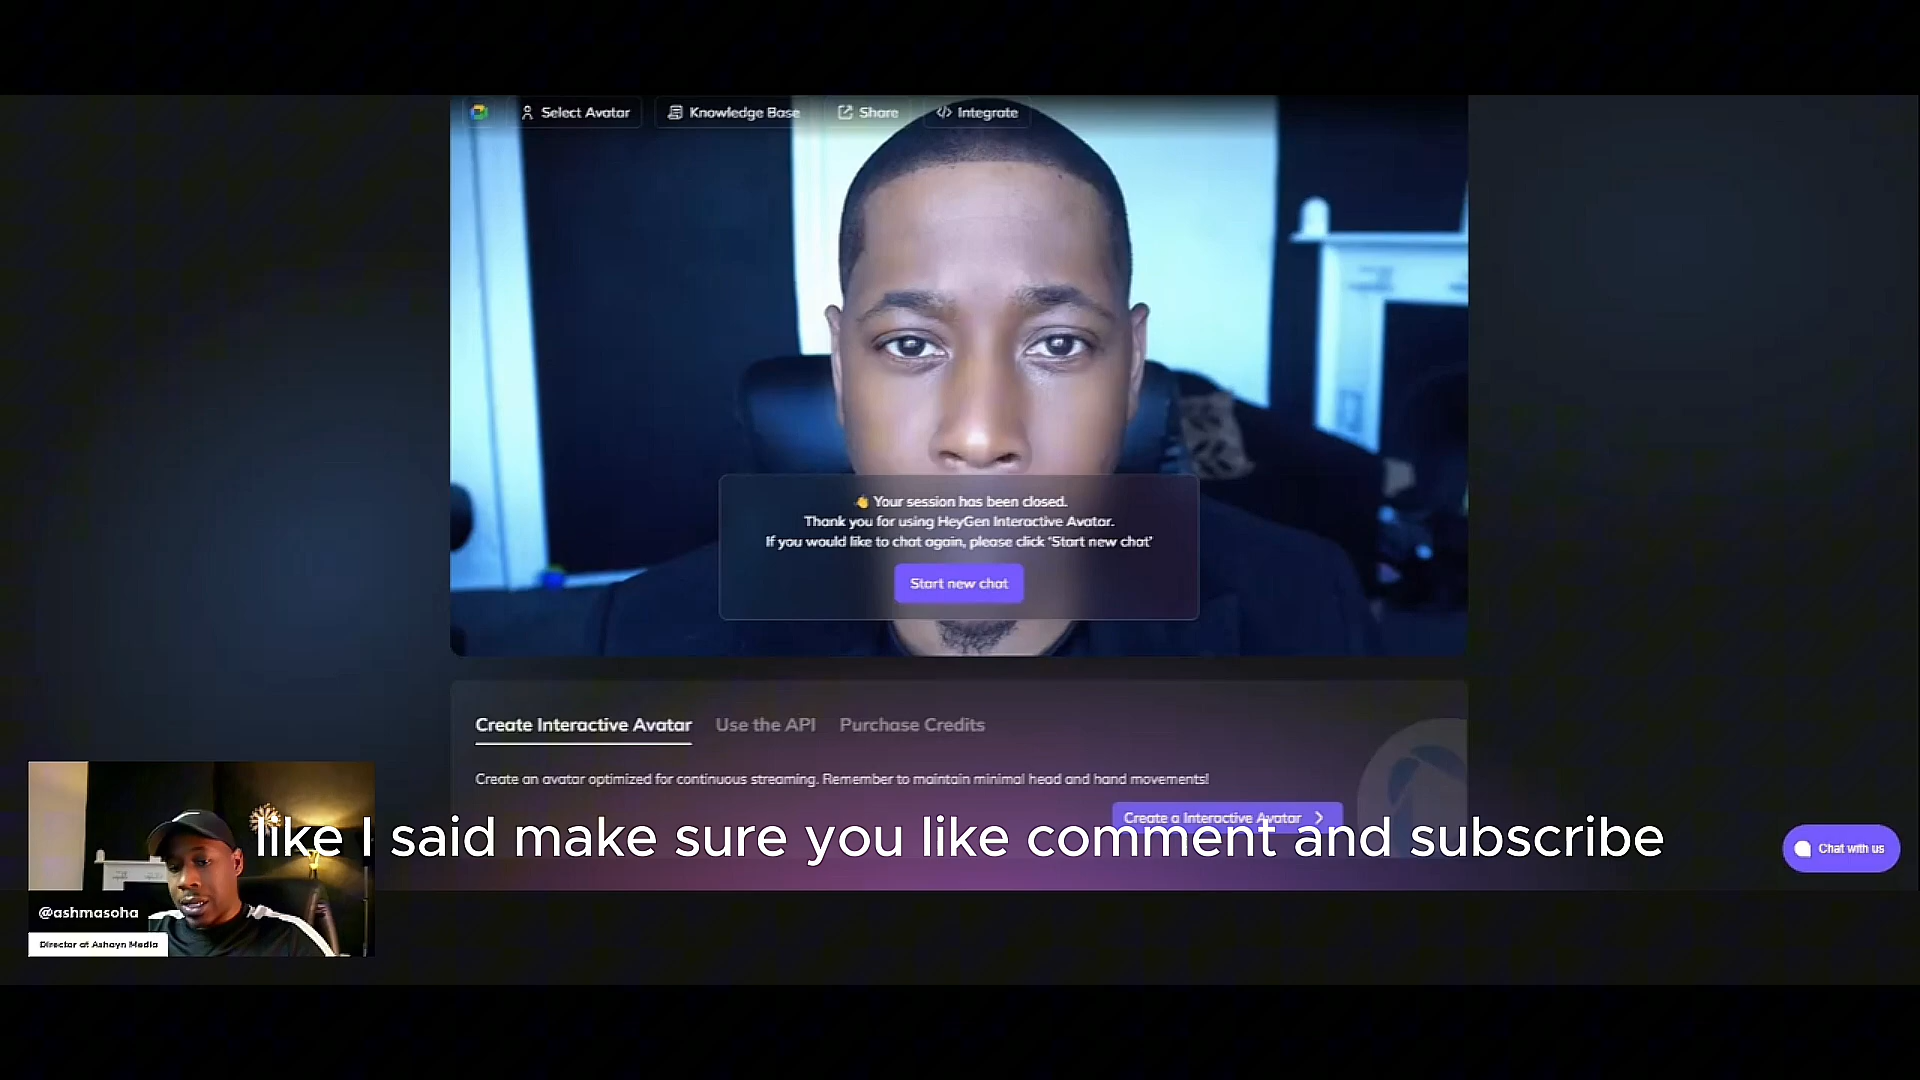 Select Avatar
Knowledge Base
Share
Integrate
👋 Your session has been closed.
Thank you for using HeyGen Interactive Avatar.
If you would like to chat again, please click 'Start new chat'
Start new chat
Create Interactive Avatar
Use the API
Purchase Credits
Create an avatar optimized for continuous streaming. Remember to maintain minimal head and hand movements!
Create a Interactive Avatar
like I said make sure you like comment and subscribe
Chat with us
@ashmasoha
Director at Ashayn Media